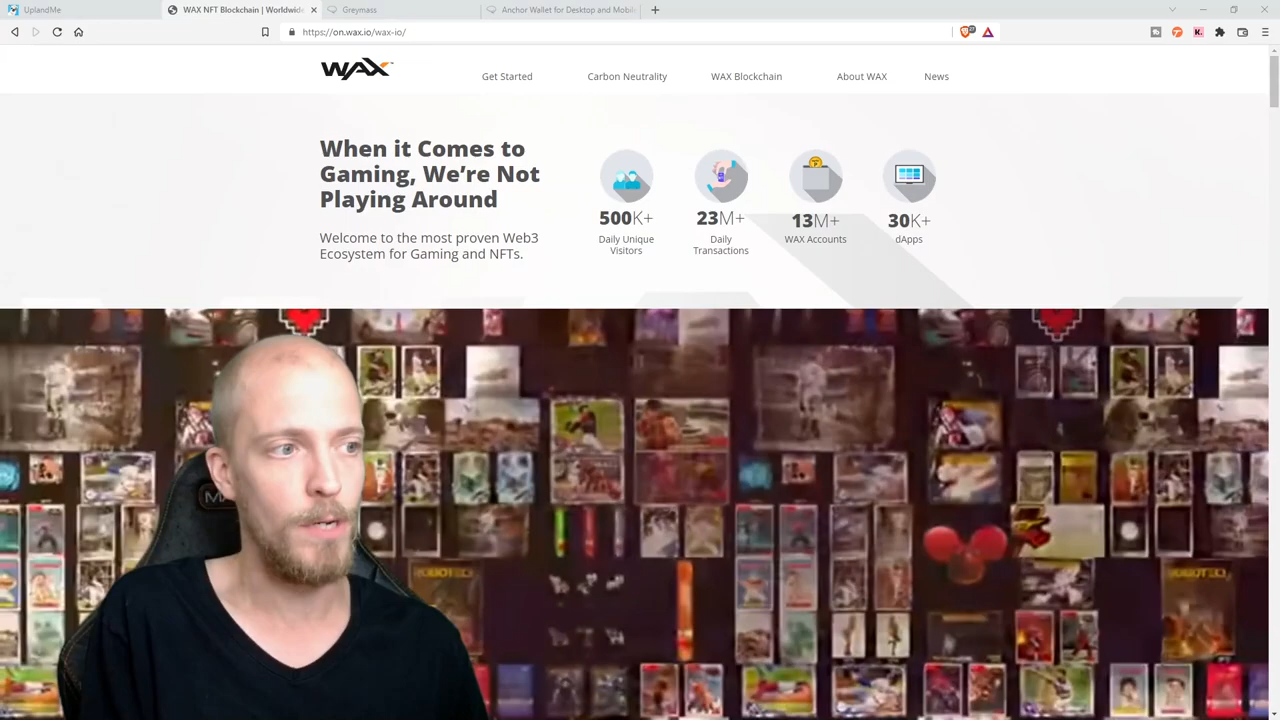 UplandMe
WAX NFT Blockchain | Worldwide
Greymass
Anchor Wallet for Desktop and Mobil
https://on.wax.io/wax-io/
WAX
Get Started
Carbon Neutrality
WAX Blockchain
About WAX
News
When it Comes to
Gaming, We’re Not
Playing Around
Welcome to the most proven Web3
Ecosystem for Gaming and NFTs.
500K+
Daily Unique
Visitors
23M+
Daily
Transactions
13M+
WAX Accounts
30K+
dApps
ROBOTECH